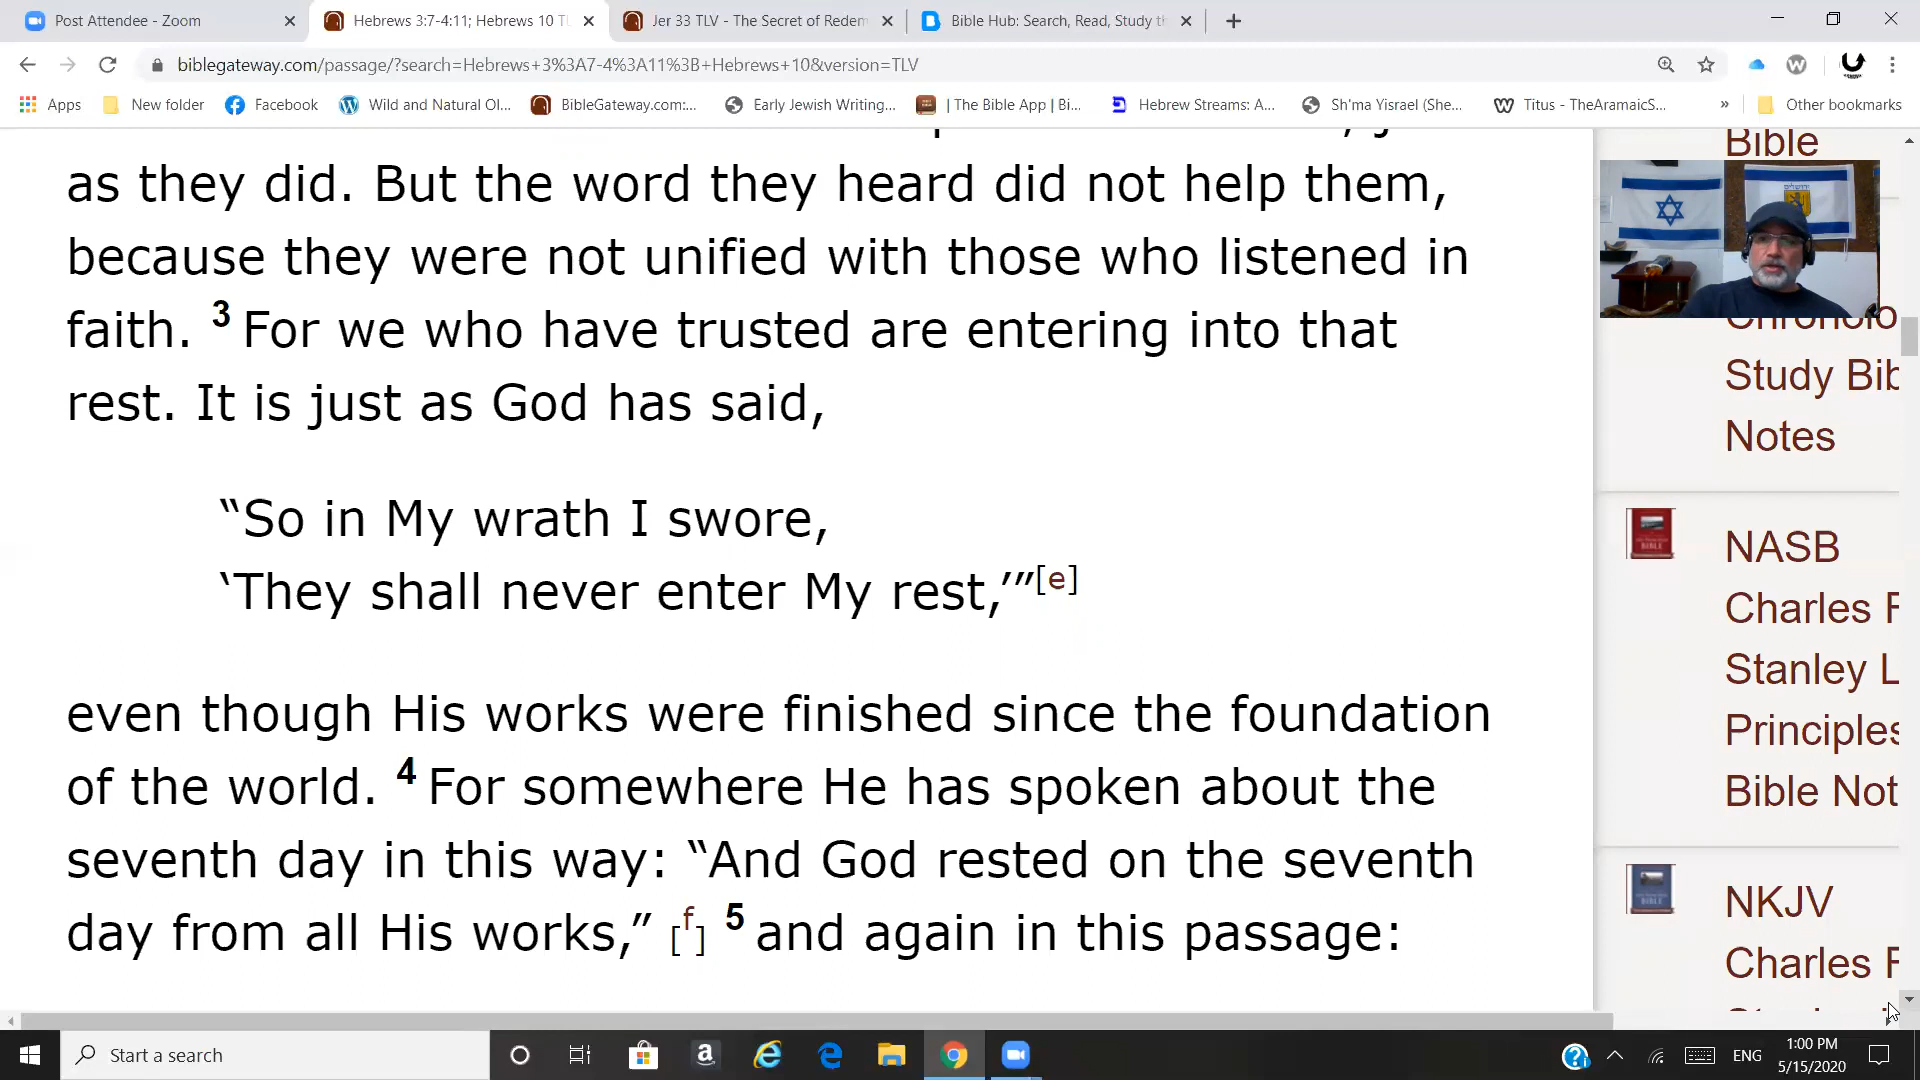 Post Attendee - Zoom
Hebrews 3:7-4:11; Hebrews 10 TL
Jer 33 TLV - The Secret of Redem
Bible Hub: Search, Read, Study th
biblegateway.com/passage/?search=Hebrews+3%3A7-4%3A11%3B+Hebrews+10&version=TLV
Apps
New folder
Facebook
Wild and Natural Ol...
BibleGateway.com:...
| The Bible App | Bi...
Early Jewish Writing...
Hebrew Streams: A...
Sh'ma Yisrael (She...
Titus - TheAramaicS...
»
Other bookmarks
as they did. But the word they heard did not help them,
because they were not unified with those who listened in
faith. 3 For we who have trusted are entering into that
rest. It is just as God has said,
“So in My wrath I swore,
‘They shall never enter My rest,’”[e]
even though His works were finished since the foundation
of the world. 4 For somewhere He has spoken about the
seventh day in this way: “And God rested on the seventh
day from all His works,” [f] 5 and again in this passage:
Bible
Chronolo
Study Bib
Notes
NASB
Charles F
Stanley L
Principles
Bible Not
NKJV
Charles F
Start a search
ENG
1:00 PM
5/15/2020